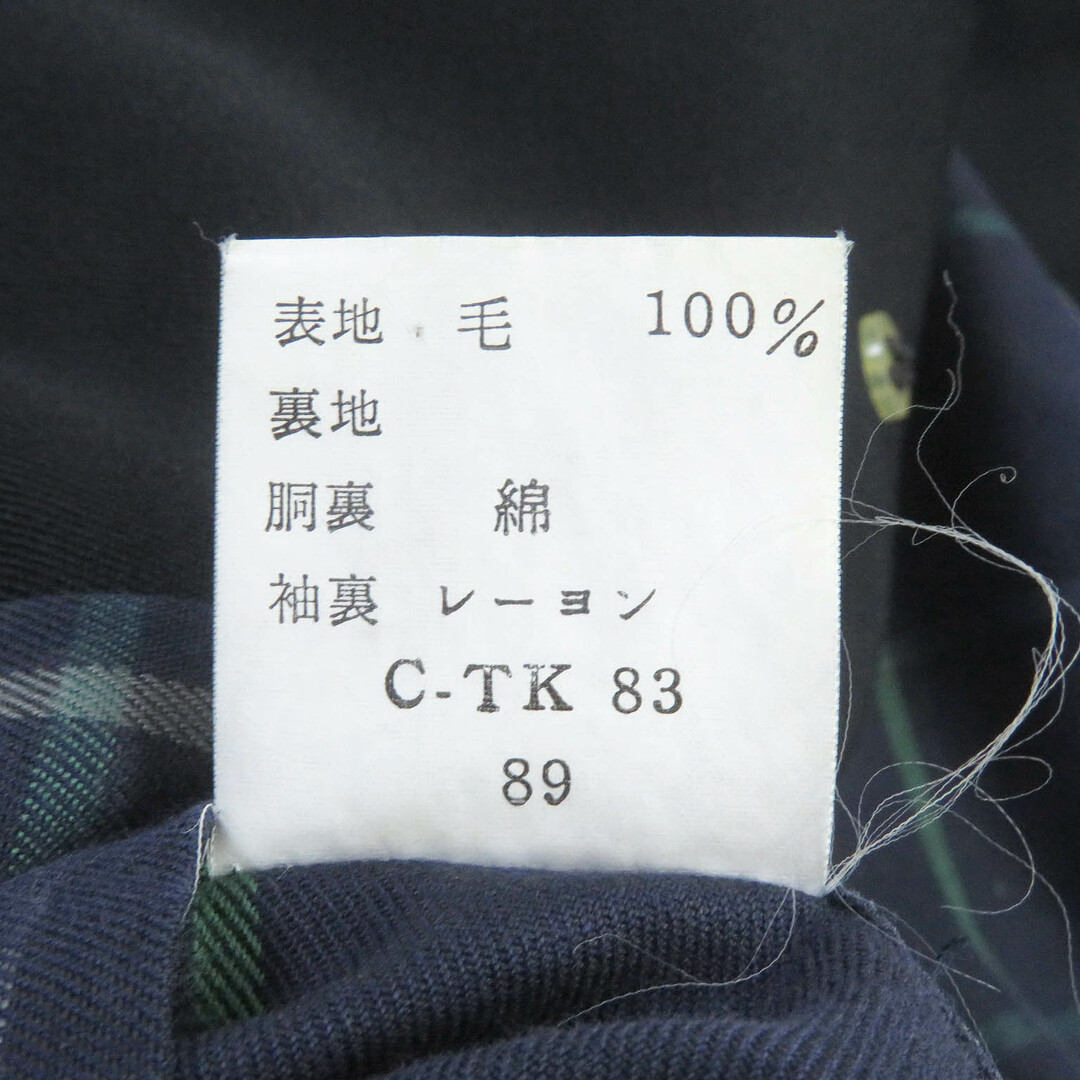 表地 毛 100%
裏地
胴裏 綿
袖裏 レーヨン
C-TK 83
89